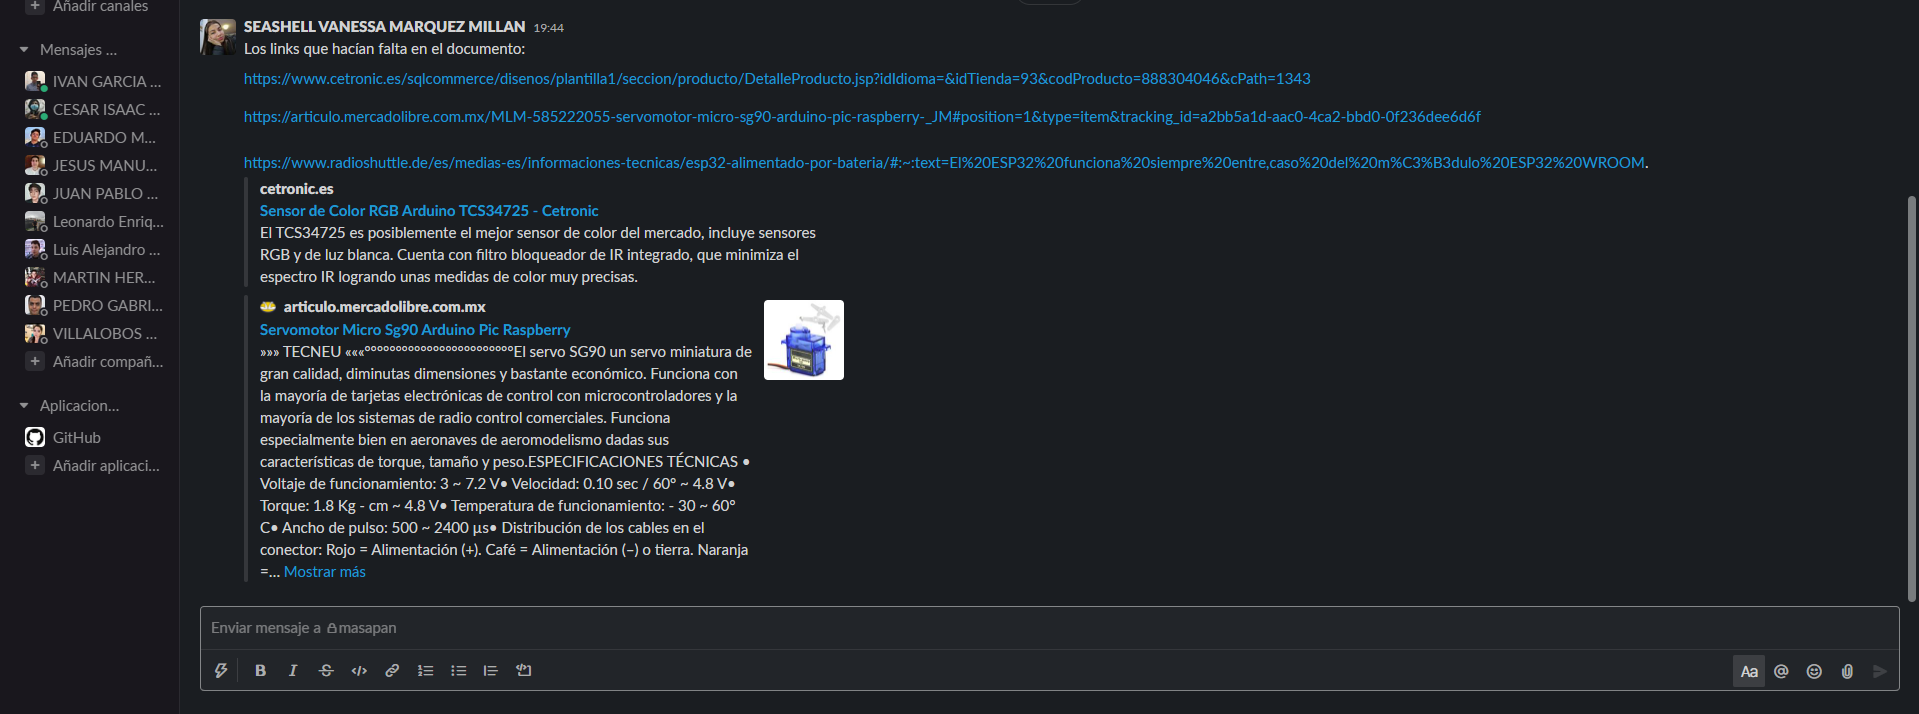 Añadir canales
Mensajes ...
IVAN GARCIA ...
CESAR ISAAC ...
EDUARDO M...
JESUS MANU...
JUAN PABLO ...
Leonardo Enriq...
Luis Alejandro ...
MARTIN HER...
PEDRO GABRI...
VILLALOBOS ...
Añadir compañ...
Aplicacion...
GitHub
Añadir aplicaci...
SEASHELL VANESSA MARQUEZ MILLAN 19:44
Los links que hacían falta en el documento:
https://www.cetronic.es/sqlcommerce/disenos/plantilla1/seccion/producto/DetalleProducto.jsp?idIdioma=&idTienda=93&codProducto=888304046&cPath=1343
https://articulo.mercadolibre.com.mx/MLM-585222055-servomotor-micro-sg90-arduino-pic-raspberry-_JM#position=1&type=item&tracking_id=a2bb5a1d-aac0-4ca2-bbd0-0f236dee6d6f
https://www.radioshuttle.de/es/medias-es/informaciones-tecnicas/esp32-alimentado-por-bateria/#:~:text=El%20ESP32%20funciona%20siempre%20entre,caso%20del%20m%C3%B3dulo%20ESP32%20WROOM.
cetronic.es
Sensor de Color RGB Arduino TCS34725 - Cetronic
El TCS34725 es posiblemente el mejor sensor de color del mercado, incluye sensores
RGB y de luz blanca. Cuenta con filtro bloqueador de IR integrado, que minimiza el
espectro IR logrando unas medidas de color muy precisas.
articulo.mercadolibre.com.mx
Servomotor Micro Sg90 Arduino Pic Raspberry
»»» TECNEU «««°°°°°°°°°°°°°°°°°°°°°°°°El servo SG90 un servo miniatura de
gran calidad, diminutas dimensiones y bastante económico. Funciona con
la mayoría de tarjetas electrónicas de control con microcontroladores y la
mayoría de los sistemas de radio control comerciales. Funciona
especialmente bien en aeronaves de aeromodelismo dadas sus
características de torque, tamaño y peso.ESPECIFICACIONES TÉCNICAS •
Voltaje de funcionamiento: 3 ~ 7.2 V• Velocidad: 0.10 sec / 60° ~ 4.8 V•
Torque: 1.8 Kg - cm ~ 4.8 V• Temperatura de funcionamiento: - 30 ~ 60°
C• Ancho de pulso: 500 ~ 2400 µs• Distribución de los cables en el
conector: Rojo = Alimentación (+). Café = Alimentación (–) o tierra. Naranja
=... Mostrar más
Enviar mensaje a masapan
B I S Aa @